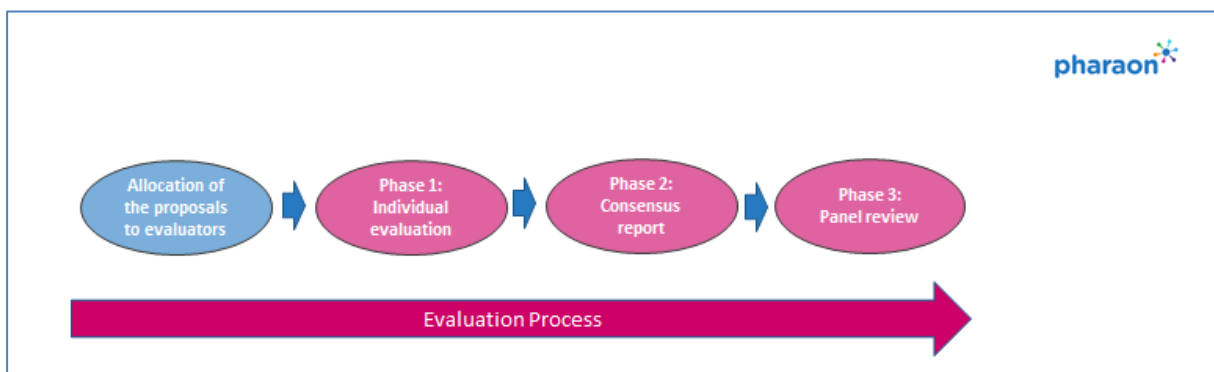 pharaon
Allocation of
the proposals
to evaluators
Phase 1:
Individual
evaluation
Phase 2:
Consensus
report
Phase 3:
Panel review
Evaluation Process